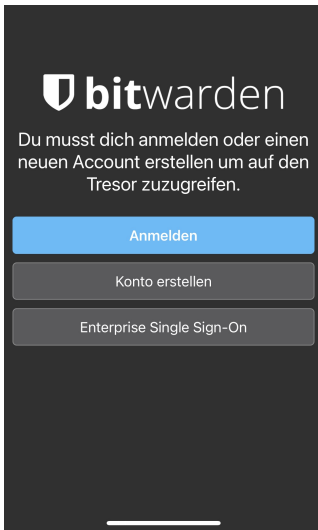 bitwarden
Du musst dich anmelden oder einen
neuen Account erstellen um auf den
Tresor zuzugreifen.
Anmelden
Konto erstellen
Enterprise Single Sign-On